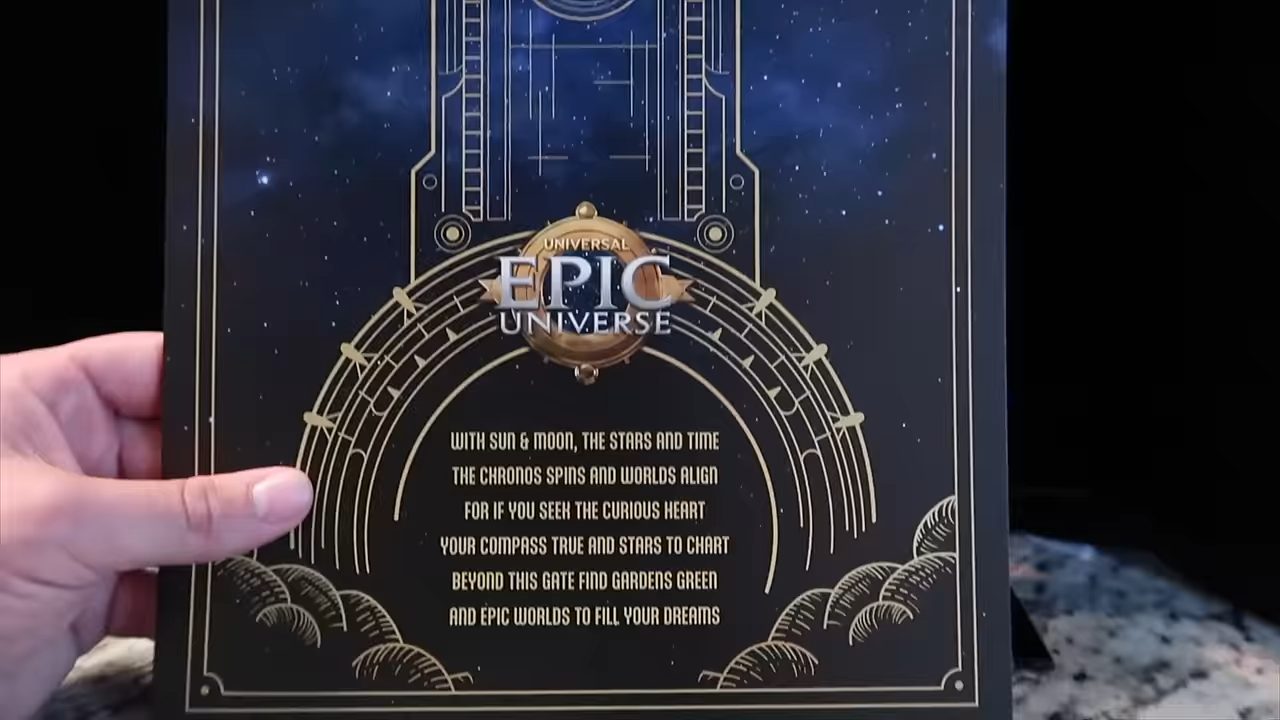 UNIVERSAL
EPIC
UNIVERSE
WITH SUN & MOON, THE STARS AND TIME
THE CHRONOS SPINS AND WORLDS ALIGN
FOR IF YOU SEEK THE CURIOUS HEART
YOUR COMPASS TRUE AND STARS TO CHART
BEYOND THIS GATE FIND GARDENS GREEN
AND EPIC WORLDS TO FILL YOUR DREAMS